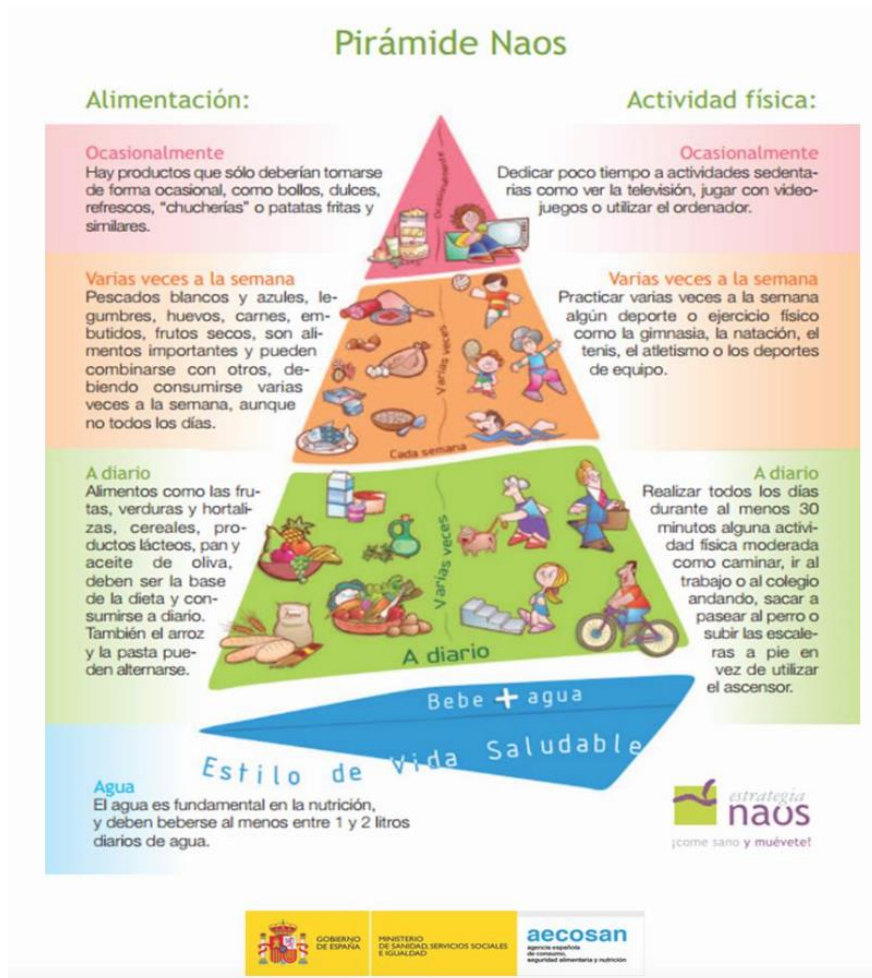 Pirámide Naos
Alimentación:
Actividad física:
Ocasionalmente
Hay productos que sólo deberían tomarse
de forma ocasional, como bollos, dulces,
refrescos, “chucherías” o patatas fritas y
similares.
Ocasionalmente
Dedicar poco tiempo a actividades sedenta-
rias como ver la televisión, jugar con video-
juegos o utilizar el ordenador.
Ocasionalmente
Varias veces a la semana
Pescados blancos y azules, le-
gumbres, huevos, carnes, em-
butidos, frutos secos, son ali-
mentos importantes y pueden
combinarse con otros, de-
biendo consumirse varias
veces a la semana, aunque
no todos los días.
Varias veces a la semana
Practicar varias veces a la semana
algún deporte o ejercicio físico
como la gimnasia, la natación, el
tenis, el atletismo o los deportes
de equipo.
Varias veces
Cada semana
A diario
Alimentos como las fru-
tas, verduras y hortali-
zas, cereales, pro-
ductos lácteos, pan y
aceite de oliva,
deben ser la base
de la dieta y con-
sumirse a diario.
También el arroz
y la pasta pue-
den alternarse.
A diario
Realizar todos los días
durante al menos 30
minutos alguna activi-
dad física moderada
como caminar, ir al
trabajo o al colegio
andando, sacar a
pasear al perro o
subir las escale-
ras a pie en
vez de utilizar
el ascensor.
Varias veces
A diario
Bebe + agua
Estilo de Vida Saludable
Agua
El agua es fundamental en la nutrición,
y deben beberse al menos entre 1 y 2 litros
diarios de agua.
estrategia
naos
¡come sano y muévete!
GOBIERNO
DE ESPAÑA
MINISTERIO
DE SANIDAD, SERVICIOS SOCIALES
E IGUALDAD
aecosan
agencia española
de consumo,
seguridad alimentaria y nutrición